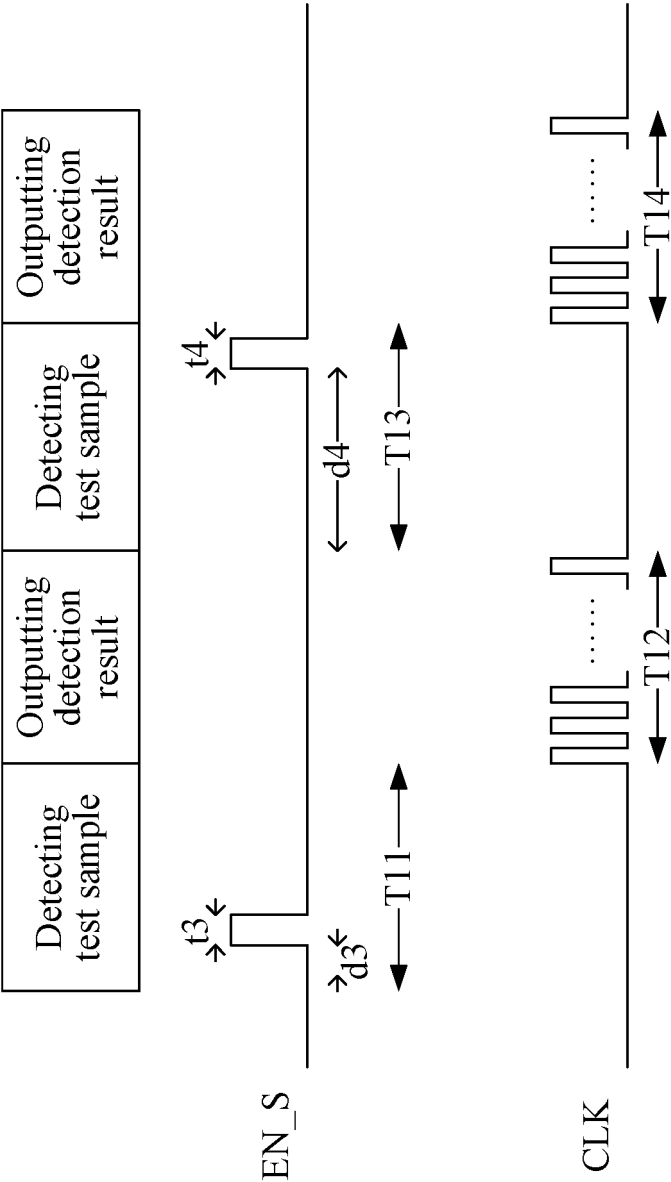 Detecting
test sample
Outputting
detection
result
Detecting
test sample
Outputting
detection
result
EN_S
t3
t4
d3
d4
T11
T13
CLK
......
......
T12
T14